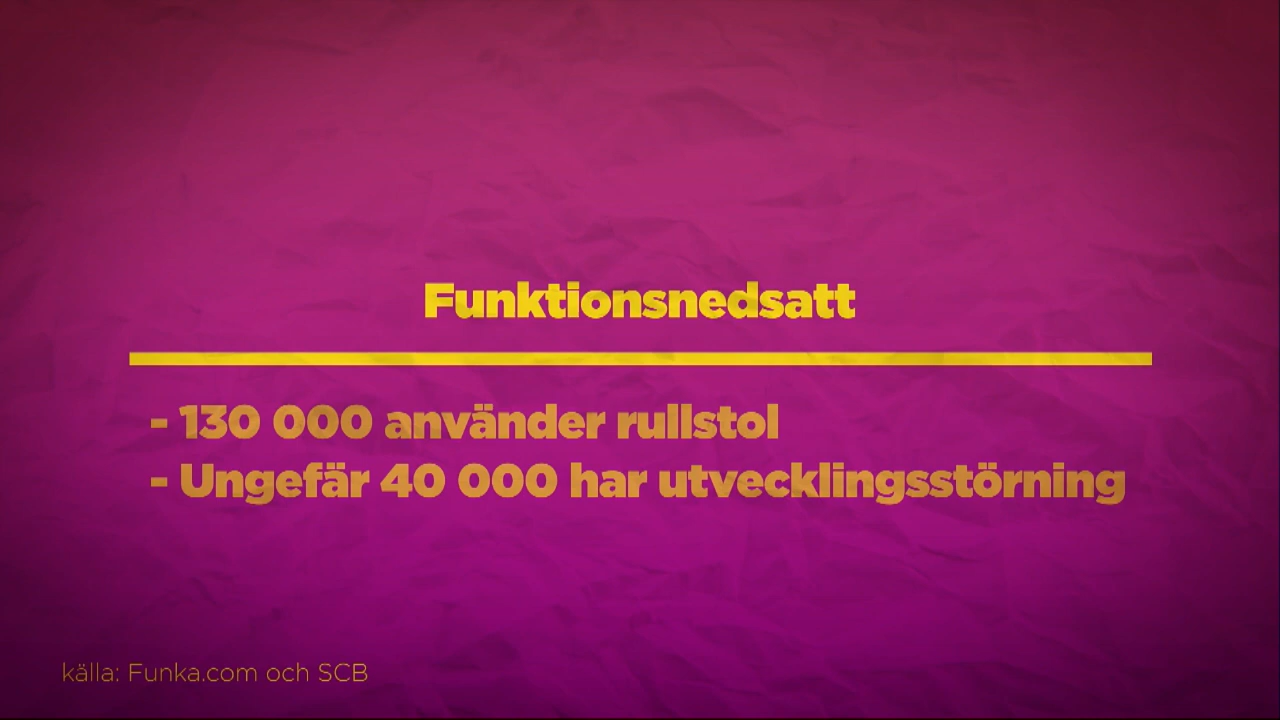 Funktionsnedsatt
- 130 000 använder rullstol
- Ungefär 40 000 har utvecklingsstörning
källa: Funka.com och SCB